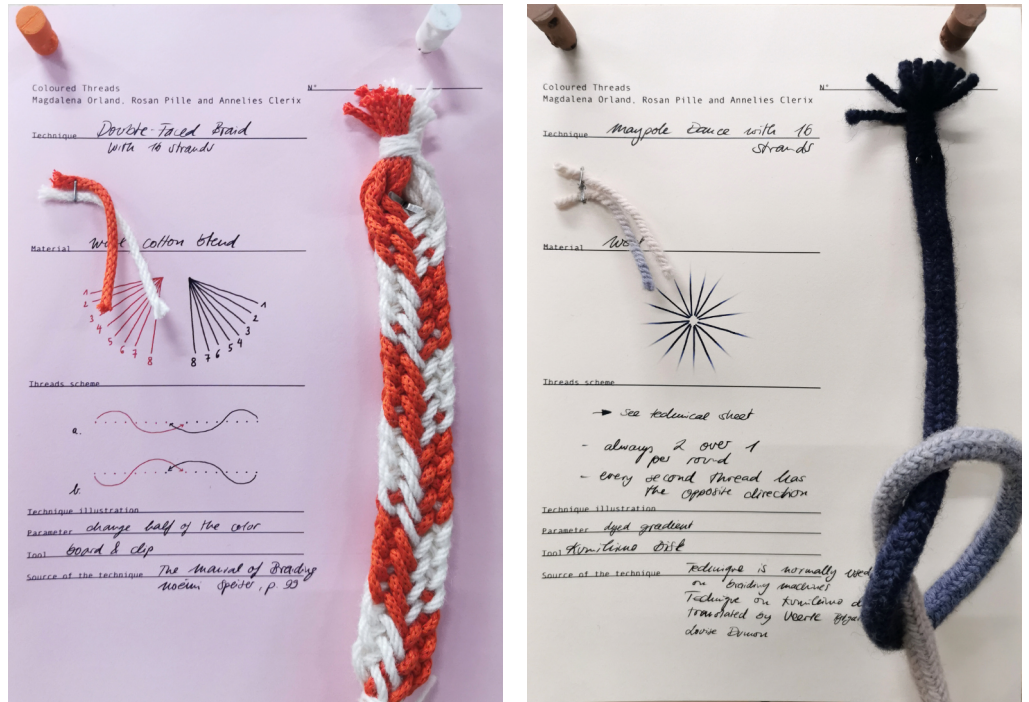 Coloured Threads
N°
Magdalena Orland, Rosan Pille and Annelies Clerix
Technique Double-Faced Braid
with 16 strands
Material cotton blend
1
2
3
4
5
6
7
8
1
2
3
4
5
6
7
8
Threads scheme
a.
b.
Technique illustration
Parameter change half of the color
Tool board & clip
Source of the technique The manual of Braiding
noémi Speiser, p. 99
Coloured Threads
N°
Magdalena Orland, Rosan Pille and Annelies Clerix
Technique Maypole Dance with 16
strands
Material
Threads scheme
→ see technical sheet
- always 2 over 1
per round
- every second thread has
the opposite direction
Technique illustration
Parameter dyed gradient
Tool Kumihimo Disk
Source of the technique Technique is normally used
on braiding machines
Technique on Kumihimo
translated by Veerle
Louise Dumon